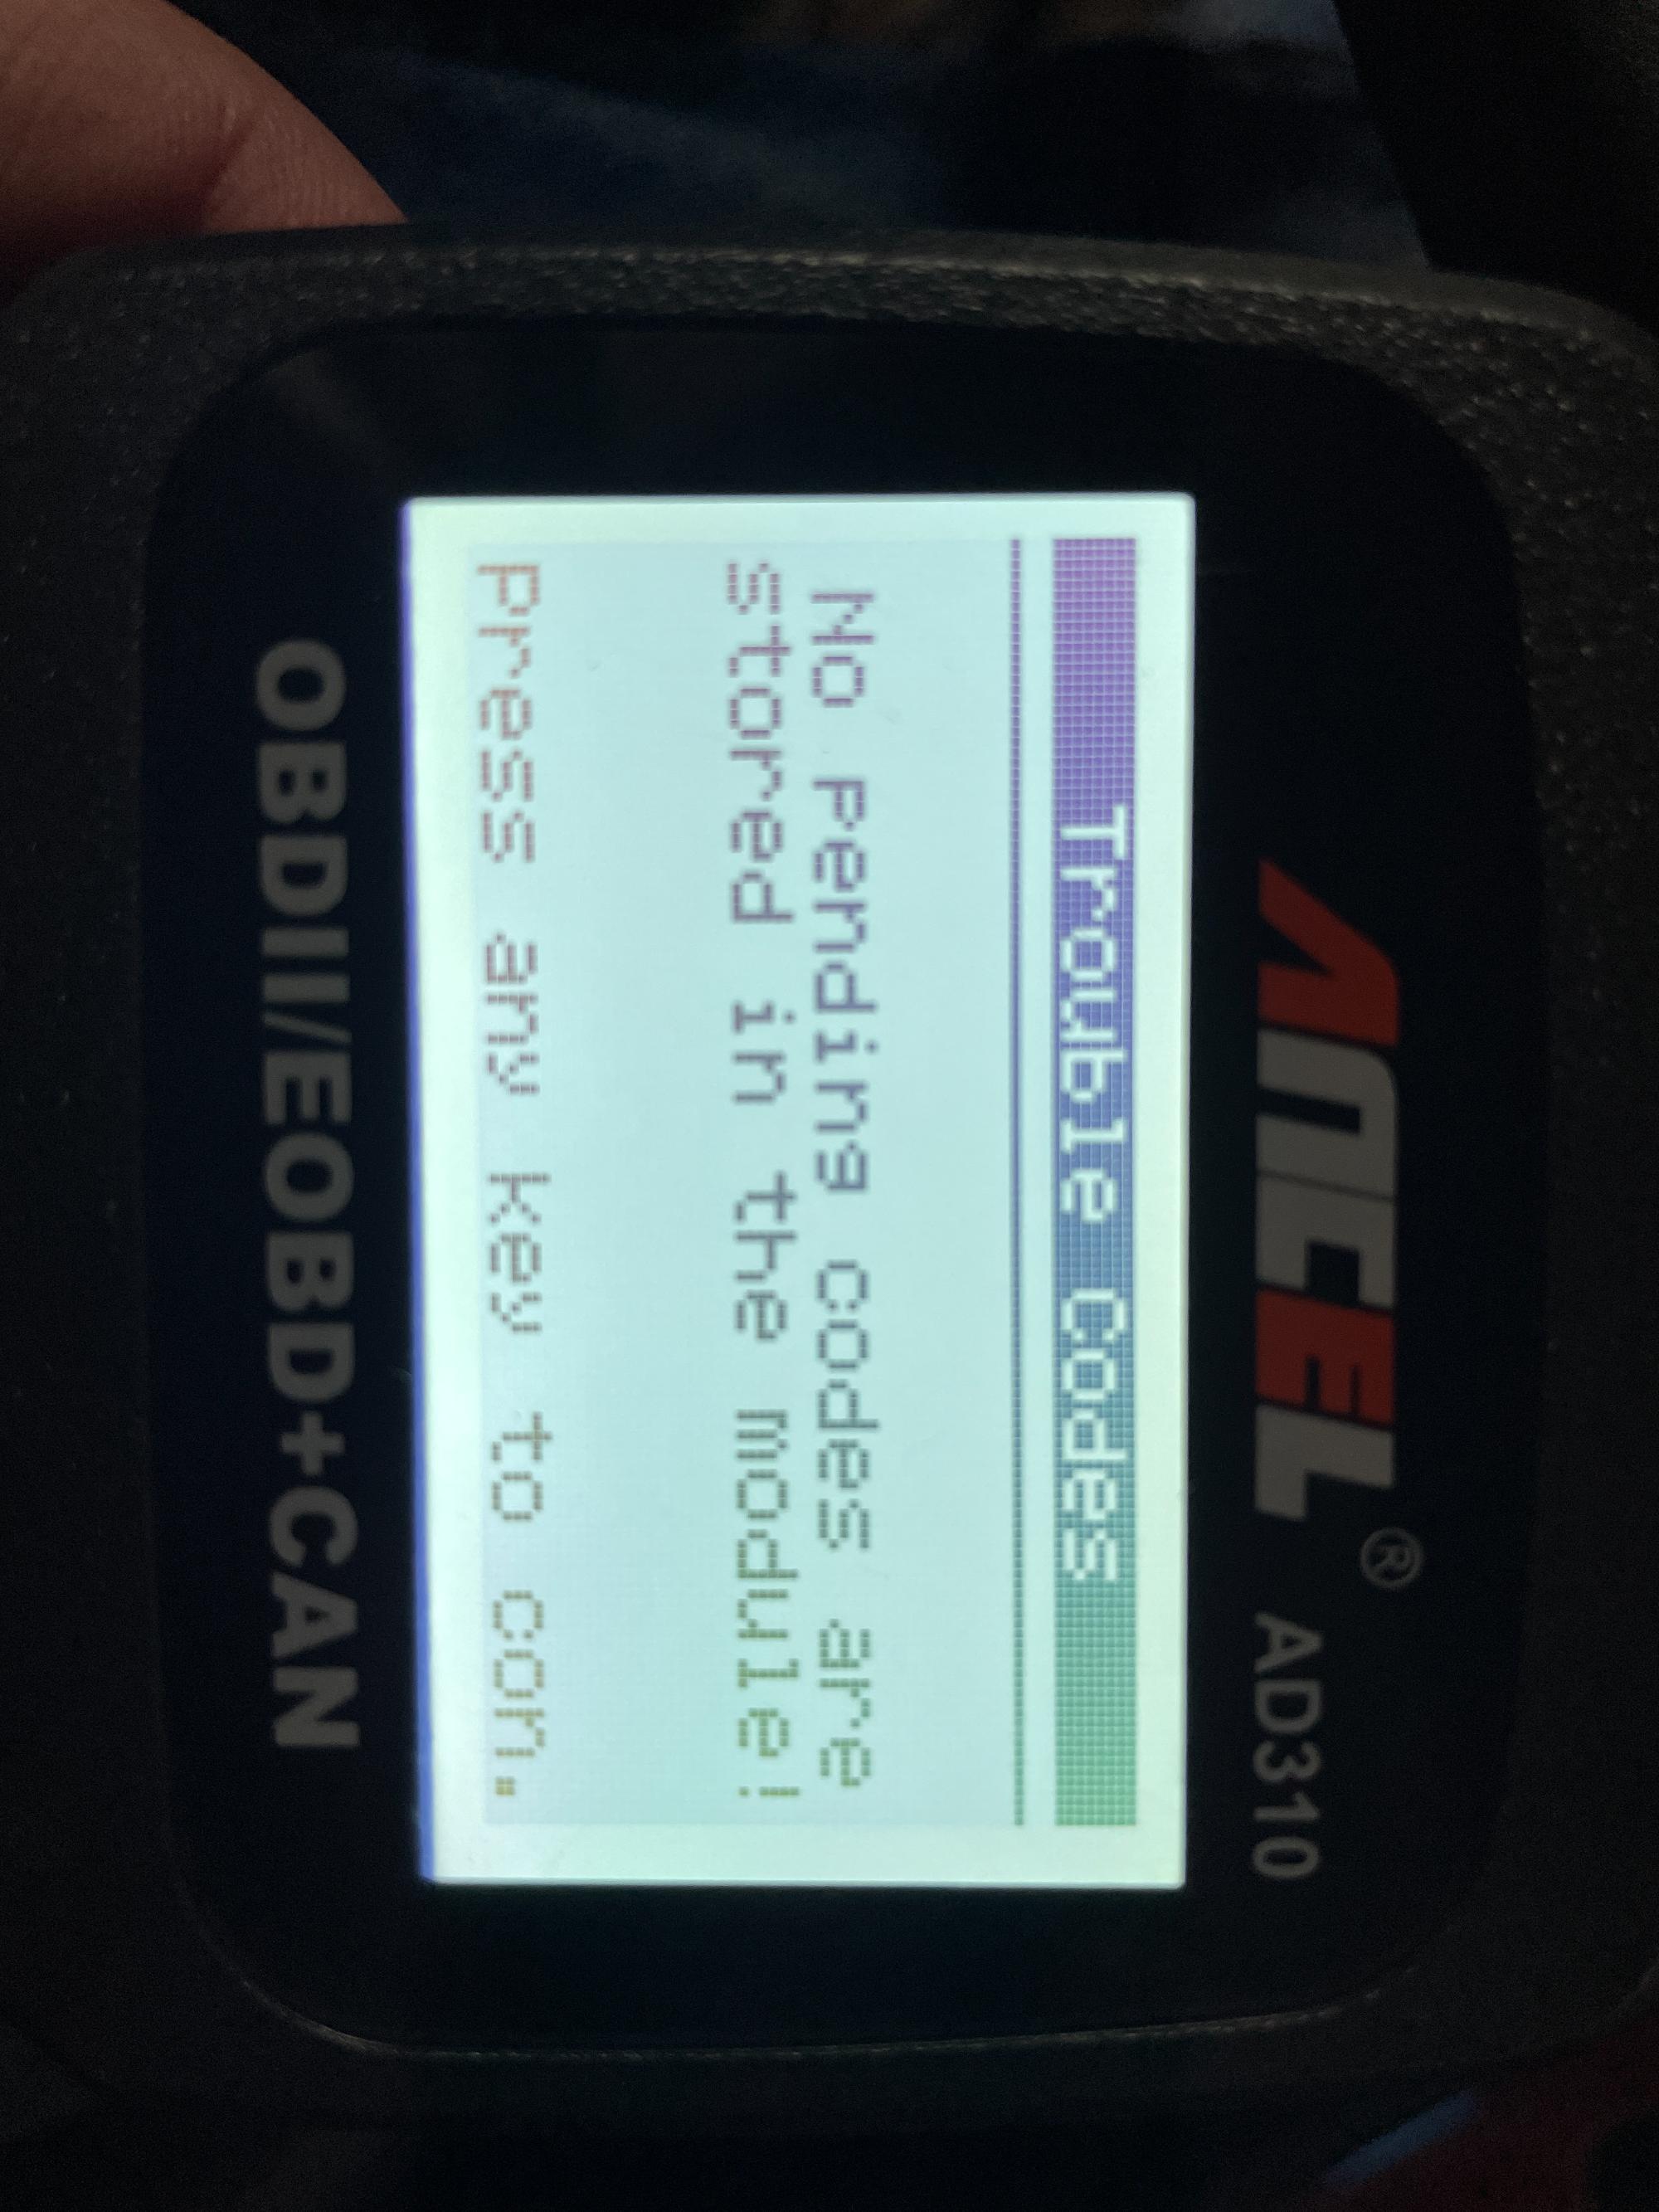 ANCEL® AD310
Trouble Codes
No pending codes are
stored in the module!
Press any key to con.
OBDII/EOBD+CAN